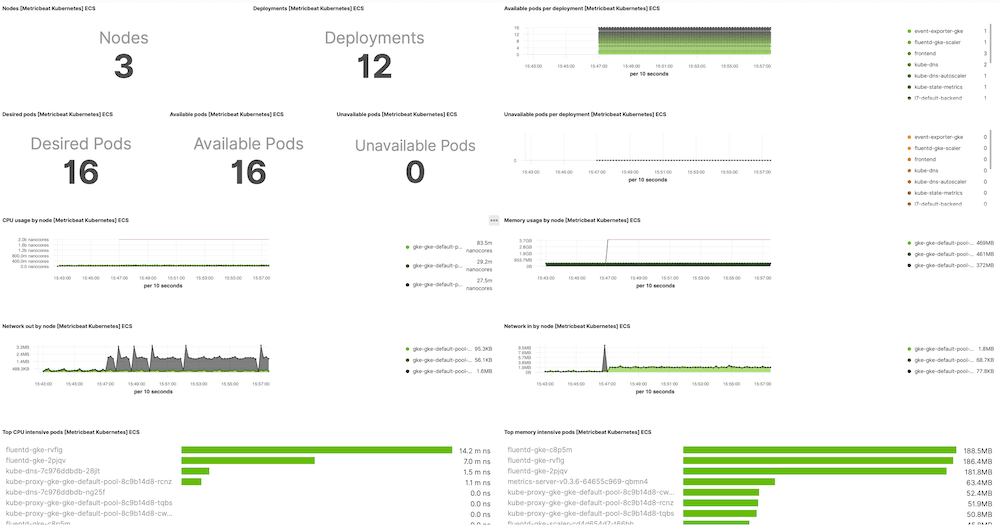 Nodes [Metricbeat Kubernetes] ECS
Nodes
3
Deployments [Metricbeat Kubernetes] ECS
Deployments
12
Available pods per deployment [Metricbeat Kubernetes] ECS
16
12
8
4
0
15:43:00 15:45:00 15:47:00 15:49:00 15:51:00 15:53:00 15:55:00 15:57:00
per 10 seconds
event-exporter-gke 1
fluentd-gke-scaler 1
frontend 3
kube-dns 2
kube-dns-autoscaler 1
kube-state-metrics 1
l7-default-backend 1
Desired pods [Metricbeat Kubernetes] ECS
Desired Pods
16
Available pods [Metricbeat Kubernetes] ECS
Available Pods
16
Unavailable pods [Metricbeat Kubernetes] ECS
Unavailable Pods
0
Unavailable pods per deployment [Metricbeat Kubernetes] ECS
0
15:43:00 15:45:00 15:47:00 15:49:00 15:51:00 15:53:00 15:55:00 15:57:00
per 10 seconds
event-exporter-gke 0
fluentd-gke-scaler 0
frontend 0
kube-dns 0
kube-dns-autoscaler 0
kube-state-metrics 0
l7-default-backend 0
CPU usage by node [Metricbeat Kubernetes] ECS
2.0b nanocores
1.6b nanocores
1.2b nanocores
800.0m nanocores
400.0m nanocores
0.0 nanocores
15:43:00 15:45:00 15:47:00 15:49:00 15:51:00 15:53:00 15:55:00 15:57:00
per 10 seconds
gke-gke-default-p... 83.5m nanocores
gke-gke-default-p... 29.2m nanocores
gke-gke-default-p... 27.5m nanocores
Memory usage by node [Metricbeat Kubernetes] ECS
3.7GB
2.8GB
1.9GB
953.7MB
0B
15:43:00 15:45:00 15:47:00 15:49:00 15:51:00 15:53:00 15:55:00 15:57:00
per 10 seconds
gke-gke-default-pool-... 469MB
gke-gke-default-pool-... 461MB
gke-gke-default-pool-... 372MB
Network out by node [Metricbeat Kubernetes] ECS
3.3MB
2.4MB
1.4MB
488.3KB
15:43:00 15:45:00 15:47:00 15:49:00 15:51:00 15:53:00 15:55:00 15:57:00
per 10 seconds
gke-gke-default-pool-... 95.3KB
gke-gke-default-pool-... 56.1KB
gke-gke-default-pool-... 1.6MB
Network in by node [Metricbeat Kubernetes] ECS
9.5MB
7.6MB
5.7MB
3.8MB
1.9MB
0B
15:43:00 15:45:00 15:47:00 15:49:00 15:51:00 15:53:00 15:55:00 15:57:00
per 10 seconds
gke-gke-default-pool-... 1.8MB
gke-gke-default-pool-... 68.7KB
gke-gke-default-pool-... 77.8KB
Top CPU intensive pods [Metricbeat Kubernetes] ECS
fluentd-gke-rvflg 14.2 m ns
fluentd-gke-2pjqv 7.0 m ns
kube-dns-7c976ddbdb-28jlt 1.5 m ns
kube-proxy-gke-gke-default-pool-8c9b14d8-rcnz 1.1 m ns
kube-dns-7c976ddbdb-ng25f 0.0 ns
kube-proxy-gke-gke-default-pool-8c9b14d8-tqbs 0.0 ns
kube-proxy-gke-gke-default-pool-8c9b14d8-cw... 0.0 ns
fluentd-gke-c8p5m 0.0 ns
Top memory intensive pods [Metricbeat Kubernetes] ECS
fluentd-gke-c8p5m 188.5MB
fluentd-gke-rvflg 186.4MB
fluentd-gke-2pjqv 181.8MB
metrics-server-v0.3.6-64655c969-qbmn4 63.4MB
kube-proxy-gke-gke-default-pool-8c9b14d8-cw... 52.4MB
kube-proxy-gke-gke-default-pool-8c9b14d8-rcnz 51.9MB
kube-proxy-gke-gke-default-pool-8c9b14d8-tqbs 50.8MB